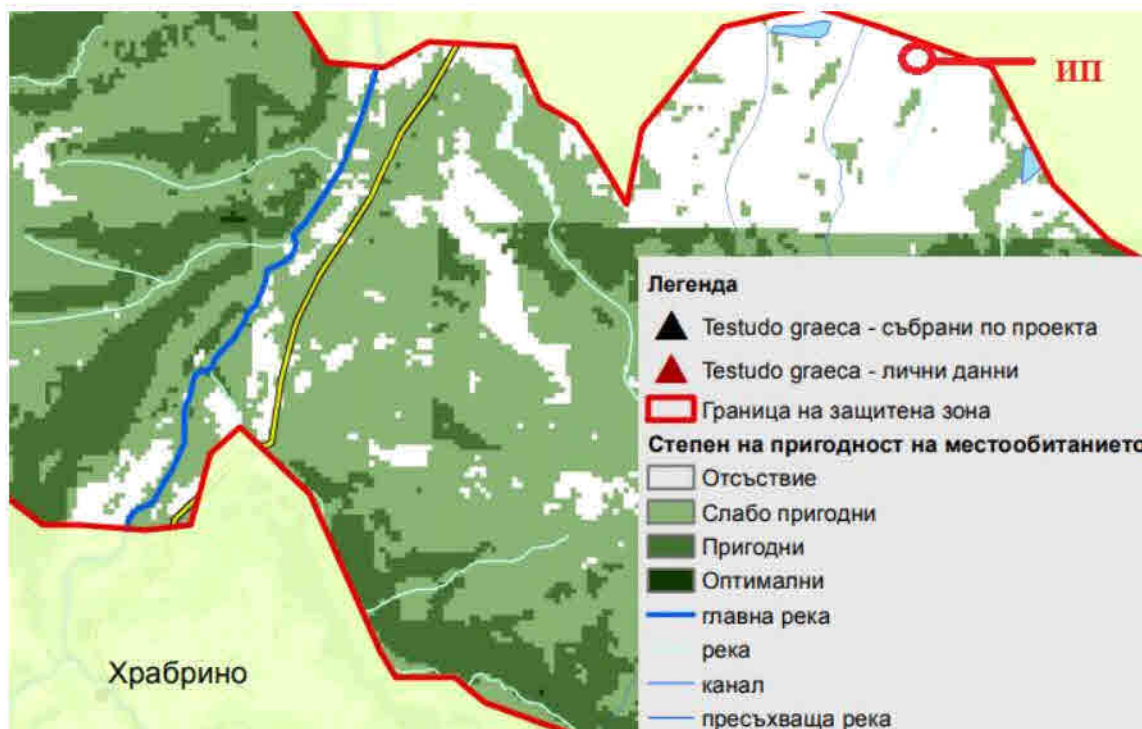 ИП
Легенда
Testudo graeca - събрани по проекта
Testudo graeca - лични данни
Граница на защитена зона
Степен на пригодност на местообитанието
Отсъствие
Слабо пригодни
Пригодни
Оптимални
главна река
река
канал
пресъхваща река
Храбрино